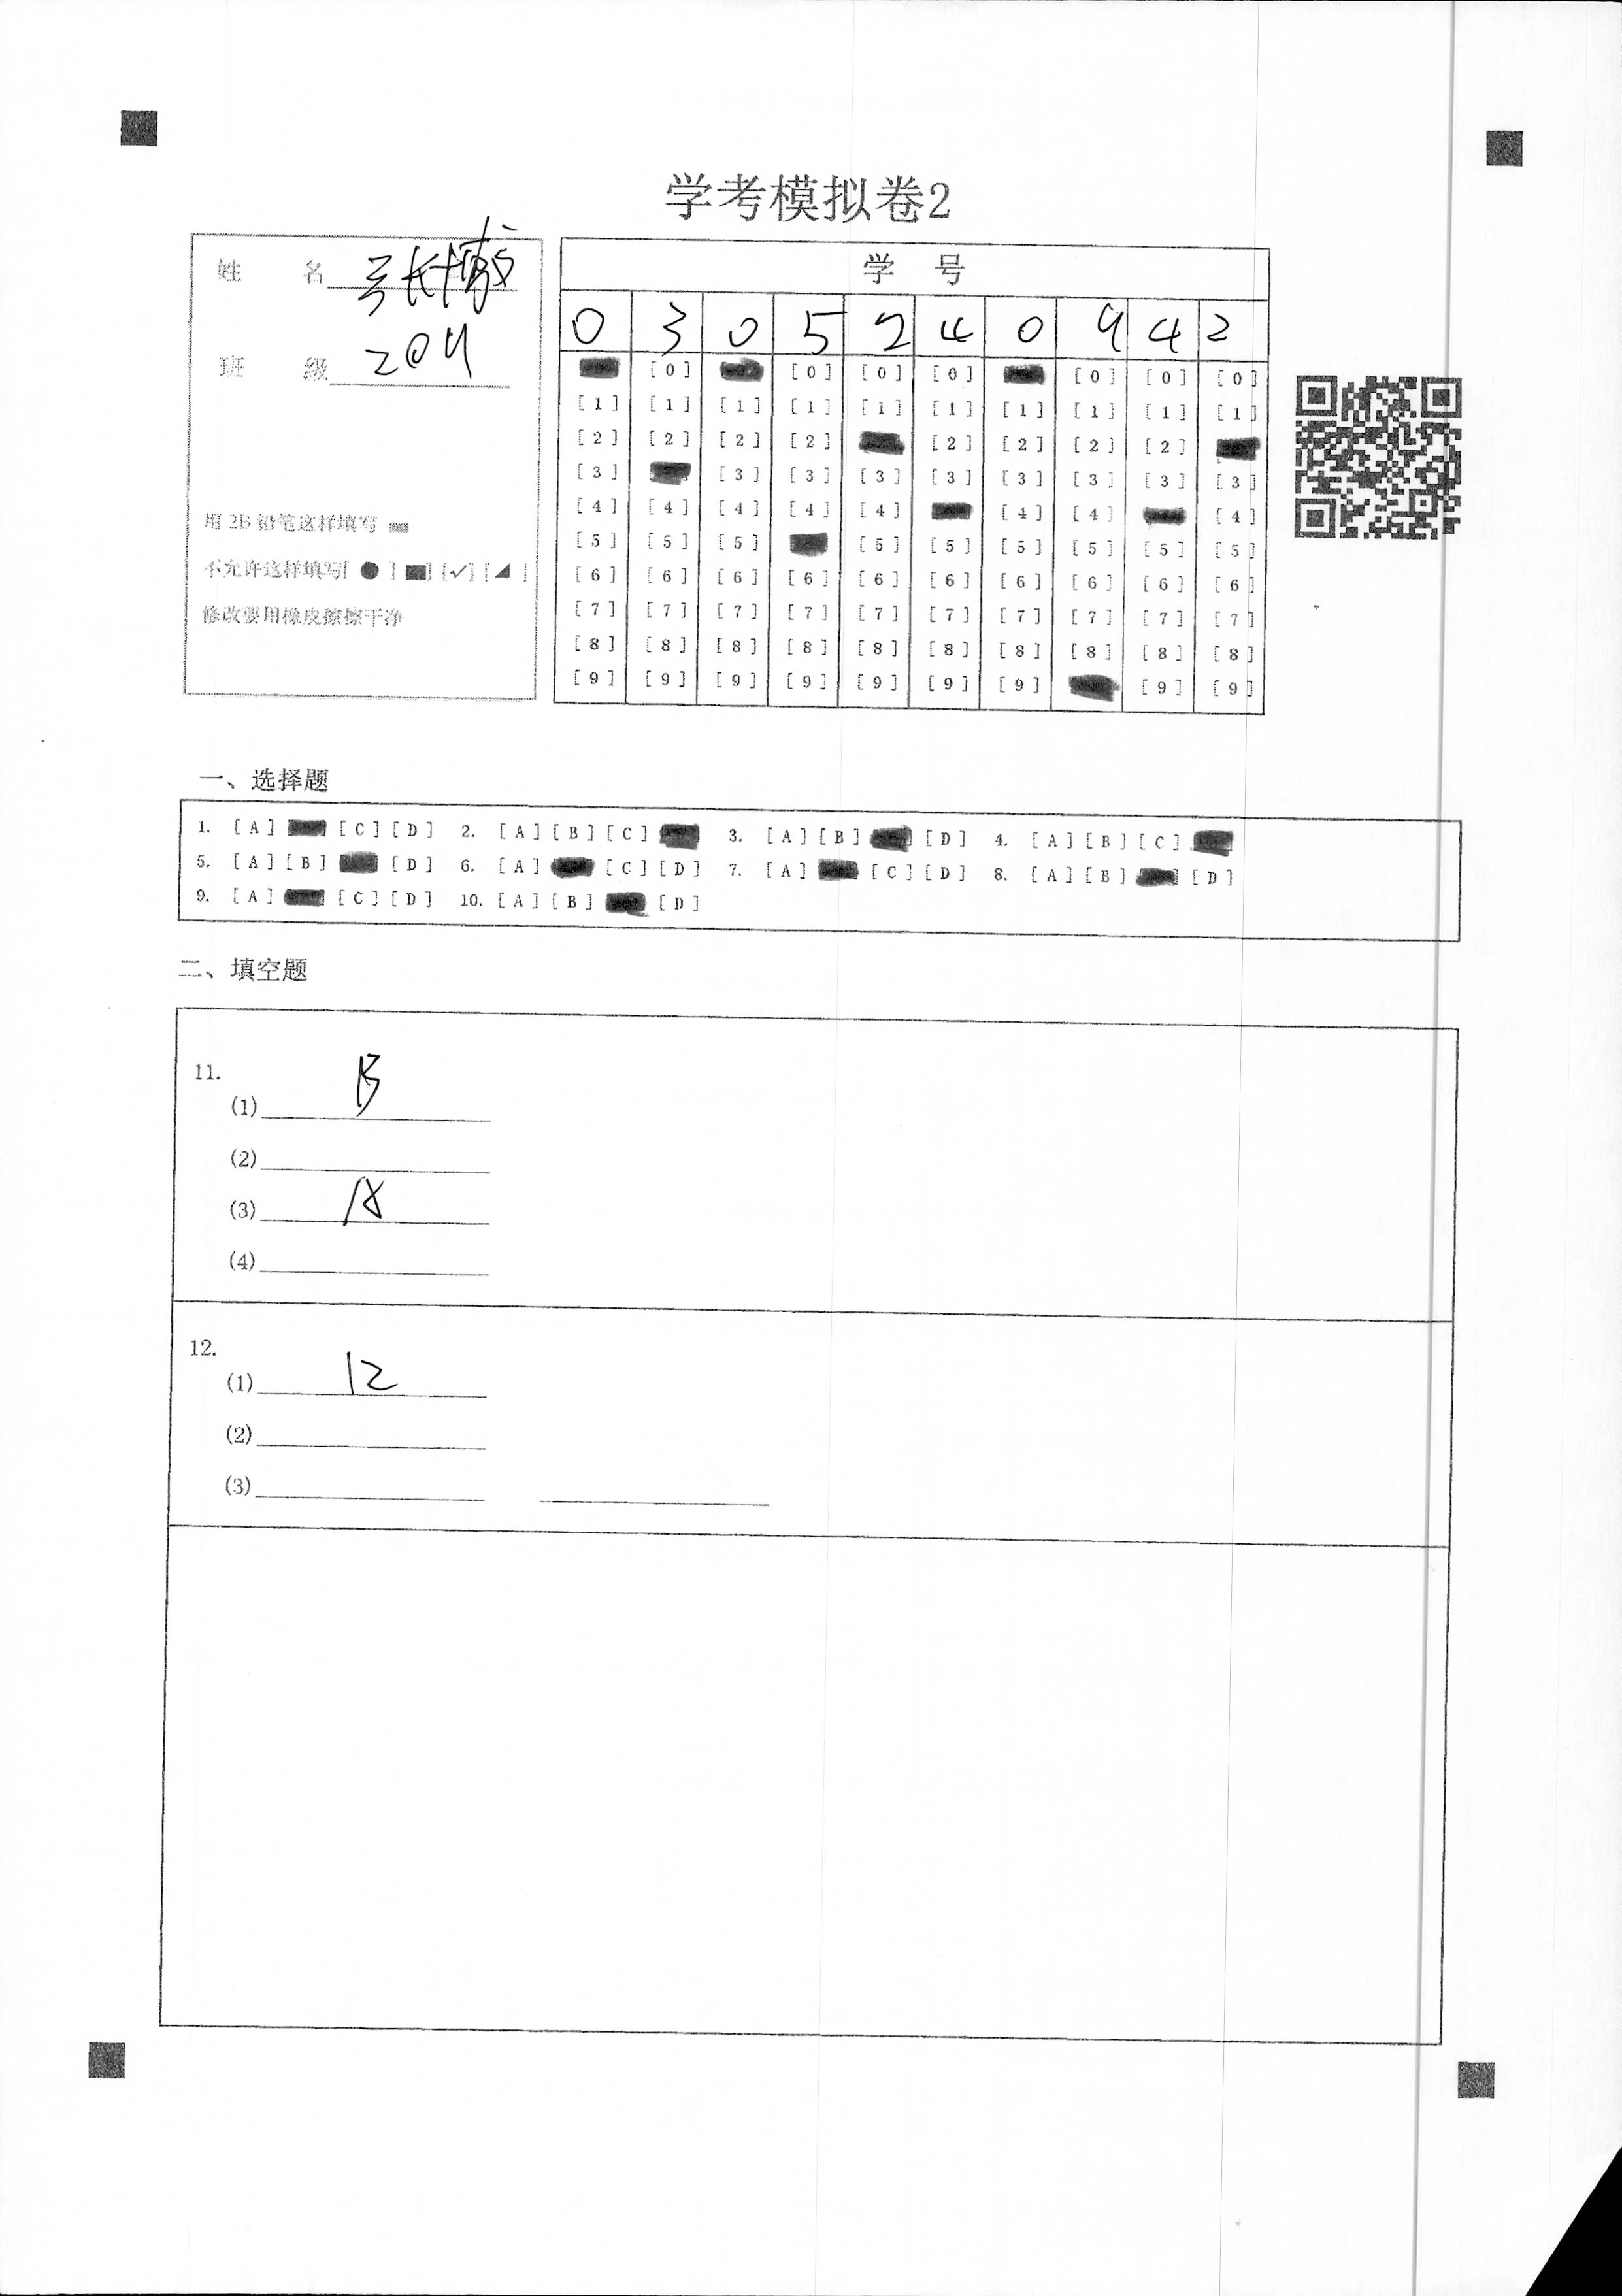 学考模拟卷2
姓 名 张博
班 级 204
用 2B 铅笔这样填写
不允许这样填写[ ● ] [■] [✓] [◢ ]
修改要用橡皮擦擦干净
学 号
0 3 0 5 2 4 0 9 4 2
[0] [0] [0] [0] [0] [0] [0]
[1] [1] [1] [1] [1] [1] [1] [1] [1] [1]
[2] [2] [2] [2] [2] [2] [2] [2]
[3] [3] [3] [3] [3] [3] [3] [3] [3]
[4] [4] [4] [4] [4] [4] [4] [4]
[5] [5] [5] [5] [5] [5] [5] [5] [5]
[6] [6] [6] [6] [6] [6] [6] [6] [6] [6]
[7] [7] [7] [7] [7] [7] [7] [7] [7] [7]
[8] [8] [8] [8] [8] [8] [8] [8] [8] [8]
[9] [9] [9] [9] [9] [9] [9] [9] [9]
一、选择题
1. [A] [C] [D] 2. [A] [B] [C] 3. [A] [B] [D] 4. [A] [B] [C]
5. [A] [B] [D] 6. [A] [C] [D] 7. [A] [C] [D] 8. [A] [B] [D]
9. [A] [C] [D] 10. [A] [B] [D]
二、填空题
11.
(1) B
(2)
(3) A
(4)
12.
(1) 12
(2)
(3)